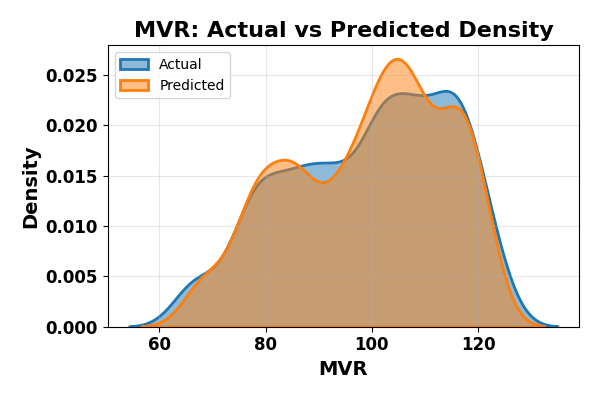 MVR: Actual vs Predicted Density
Actual
Predicted
0.025
0.020
0.015
0.010
0.005
0.000
Density
60 80 100 120
MVR